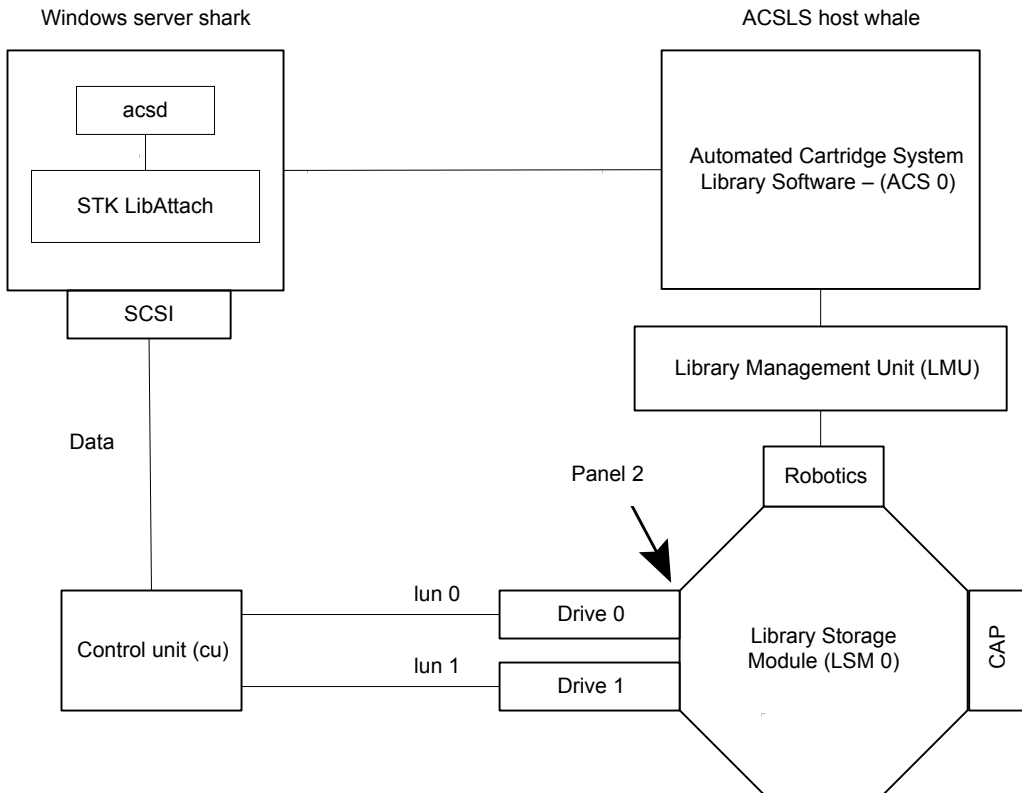 Windows server shark
ACSLS host whale
acsd
STK LibAttach
Automated Cartridge System
Library Software – (ACS 0)
SCSI
Library Management Unit (LMU)
Data
Panel 2
Robotics
lun 0
Drive 0
Control unit (cu)
Library Storage
Module (LSM 0)
CAP
lun 1
Drive 1